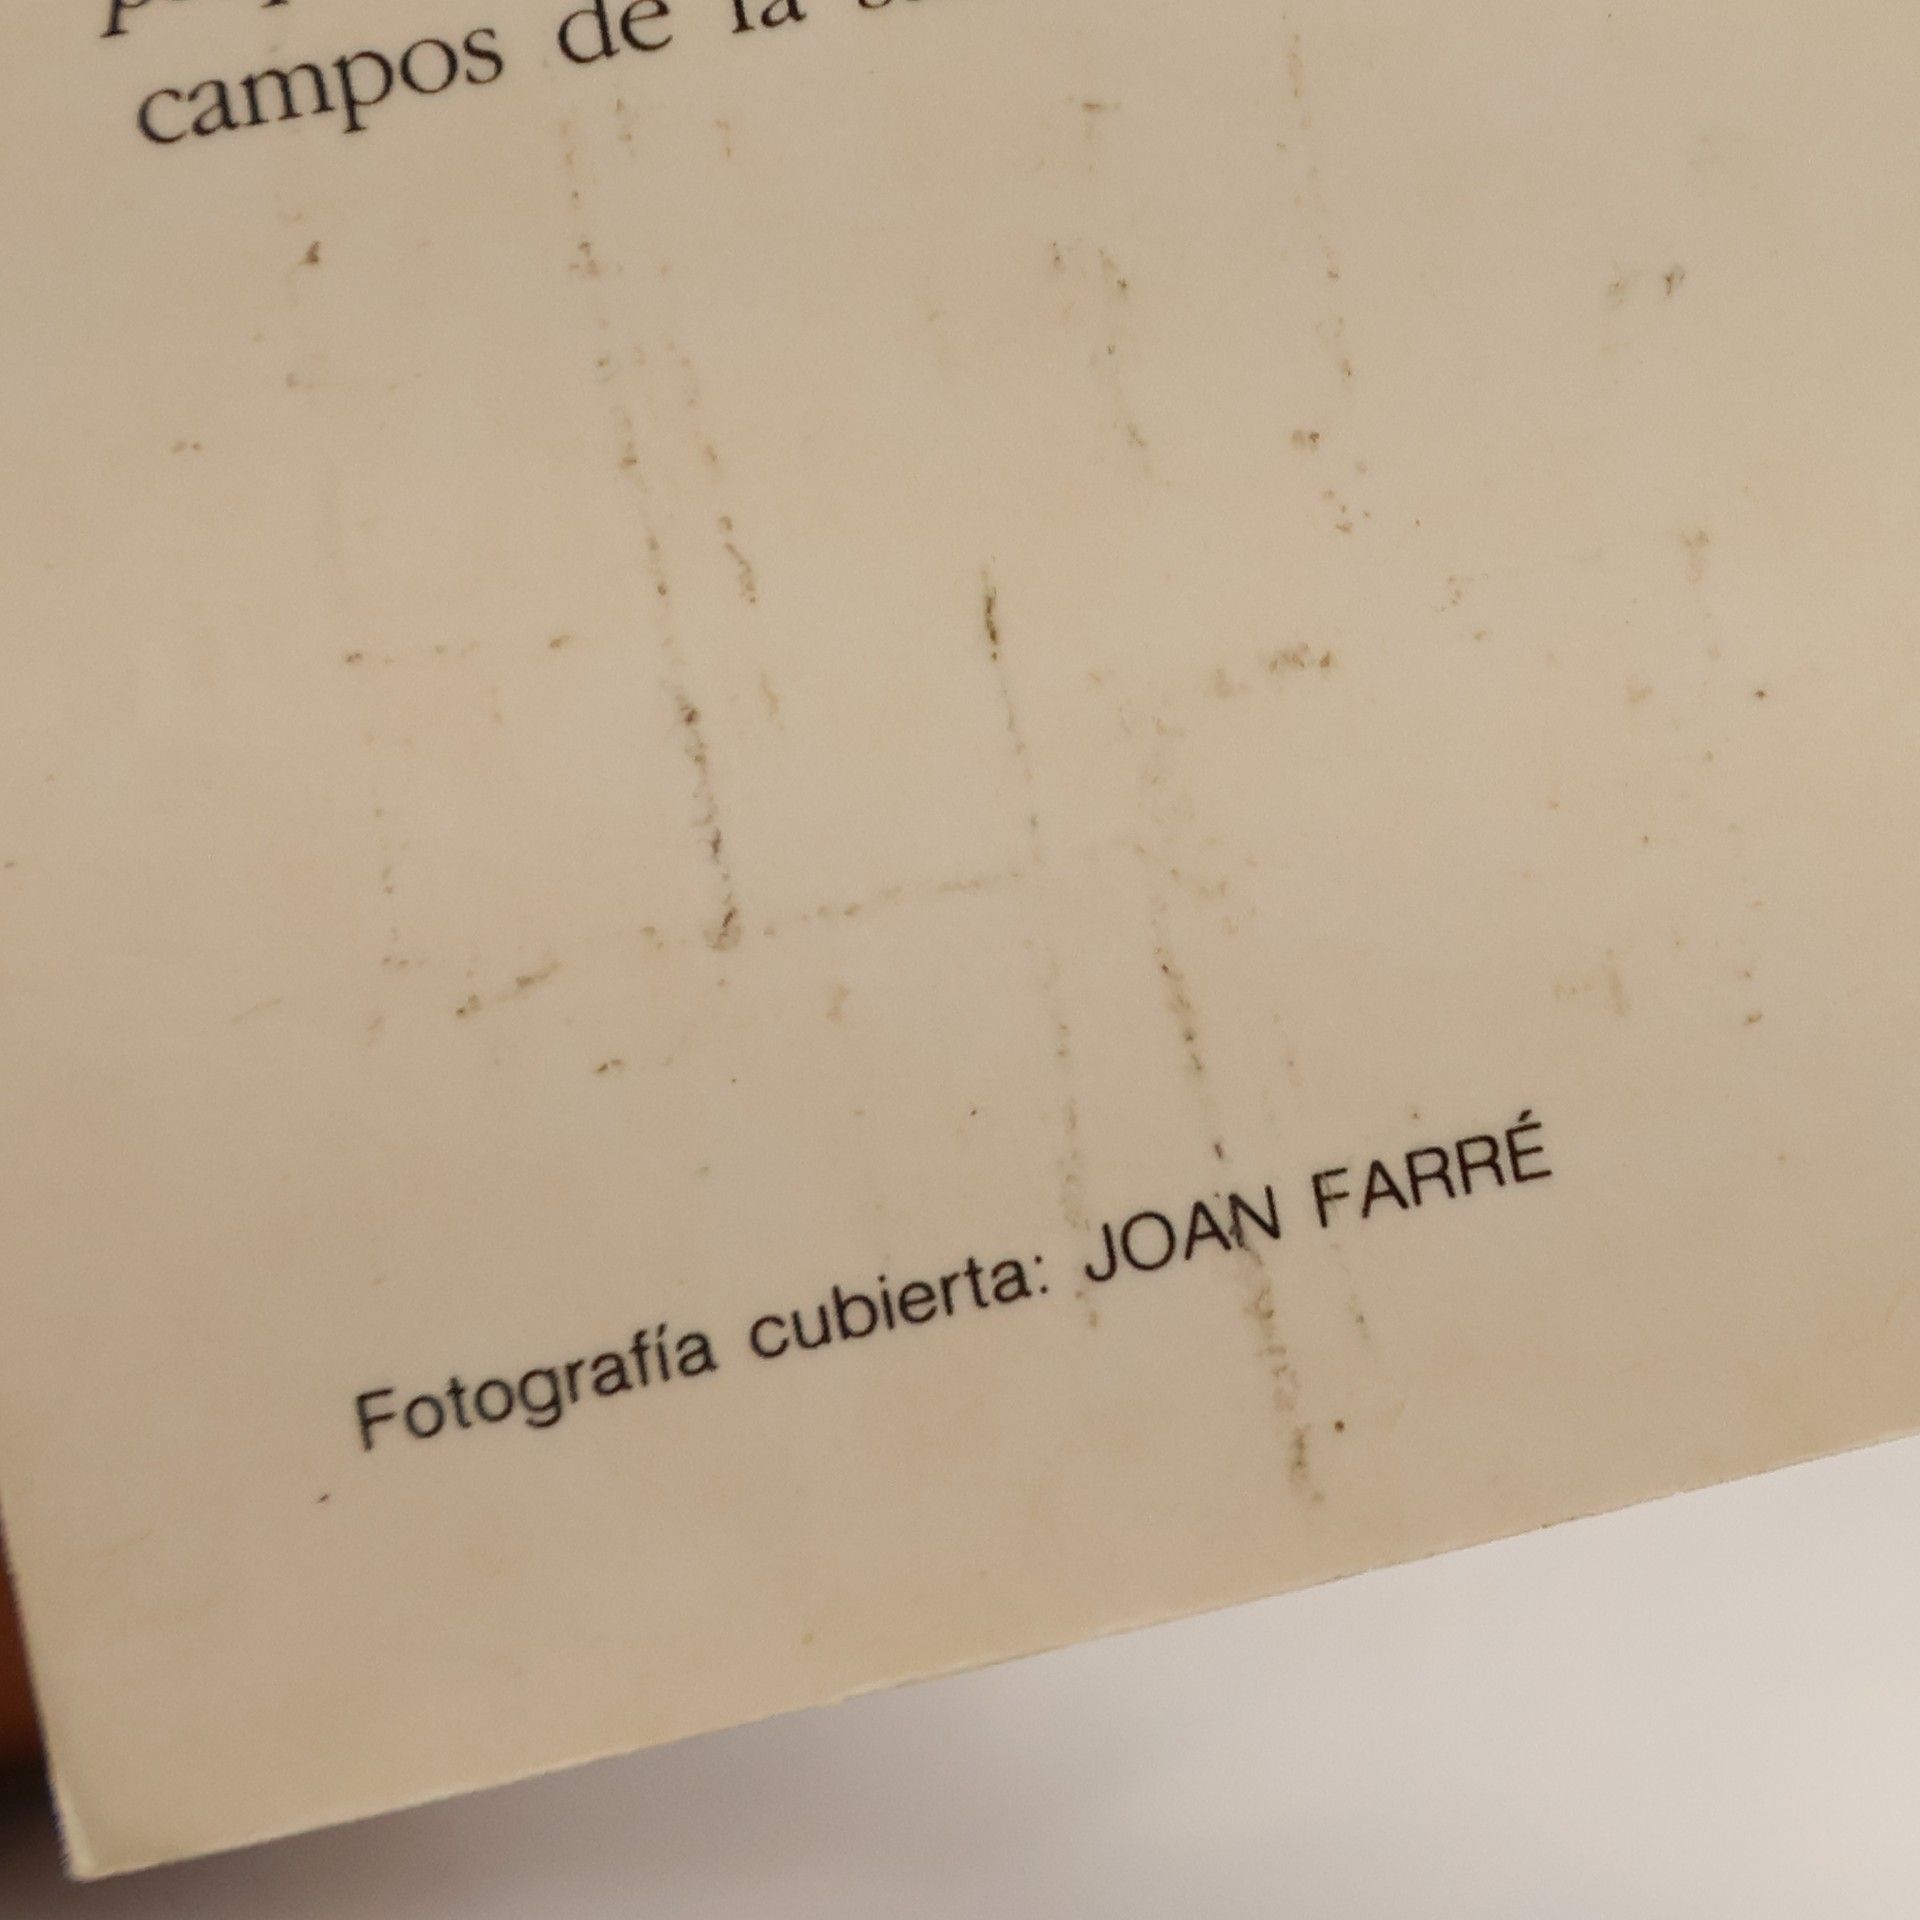 campos de la
Fotografía cubierta: JOAN FARRÉ